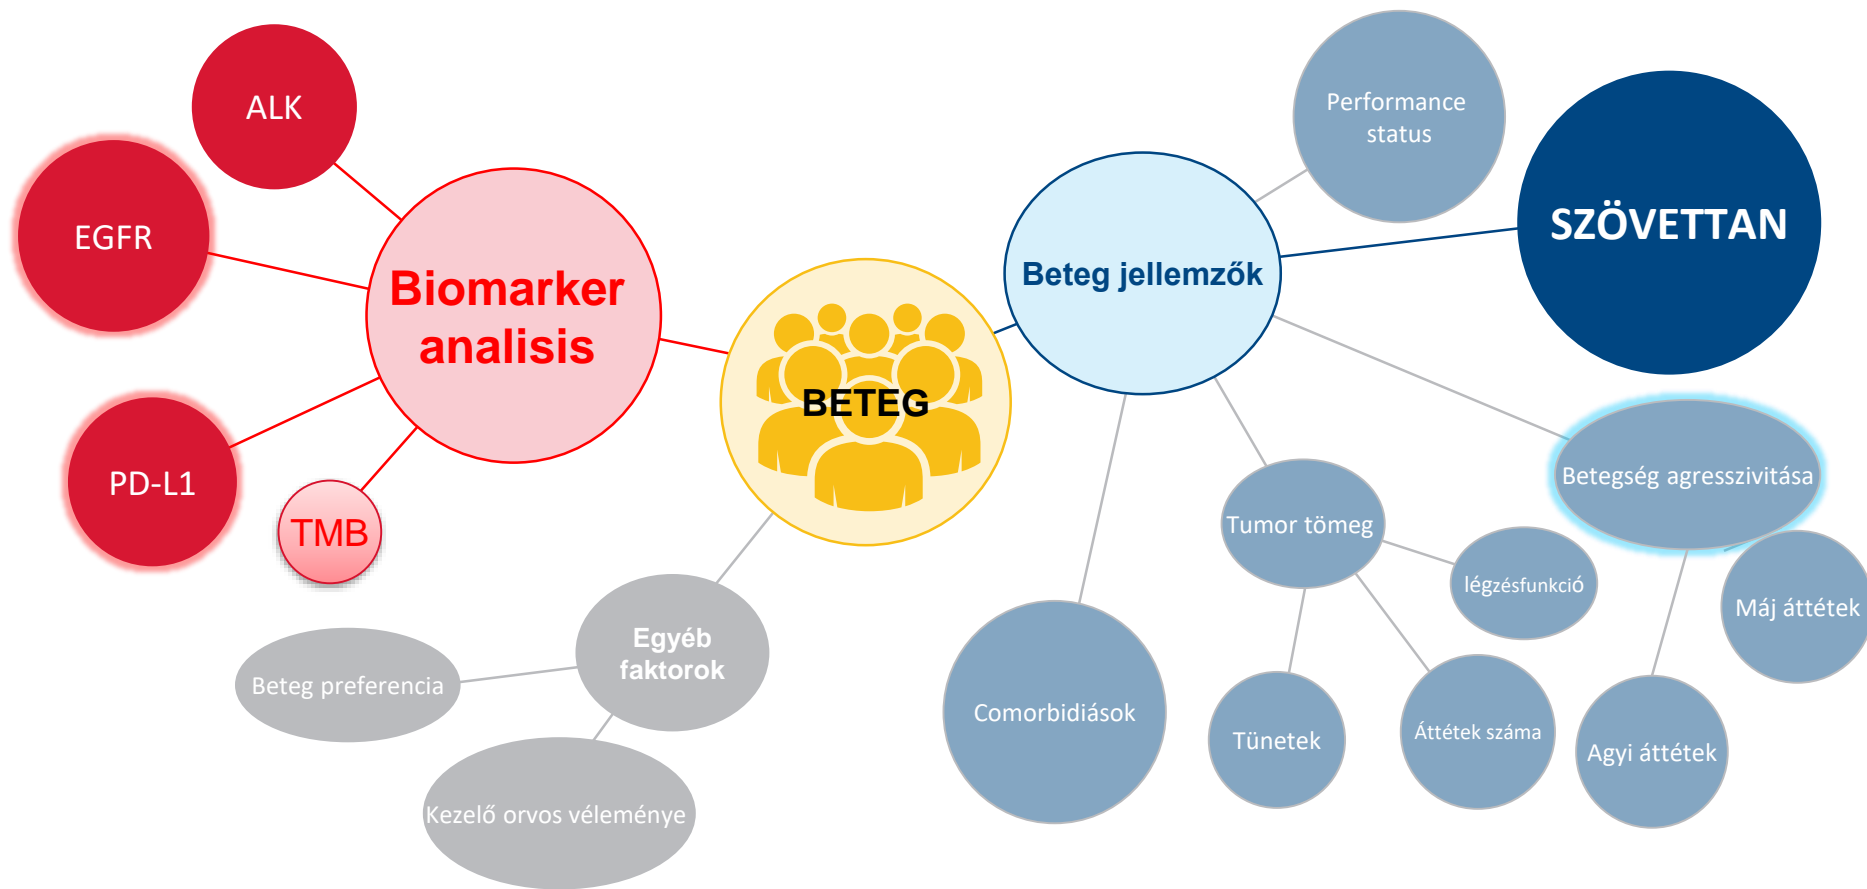 ALK
EGFR
PD-L1
TMB
Biomarker
analisis
BETEG
Beteg jellemzők
Performance
status
SZÖVETTAN
Betegség agresszivitása
Máj áttétek
Agyi áttétek
Tumor tömeg
légzésfunkció
Áttétek száma
Tünetek
Comorbidiások
Egyéb
faktorok
Beteg preferencia
Kezelő orvos véleménye